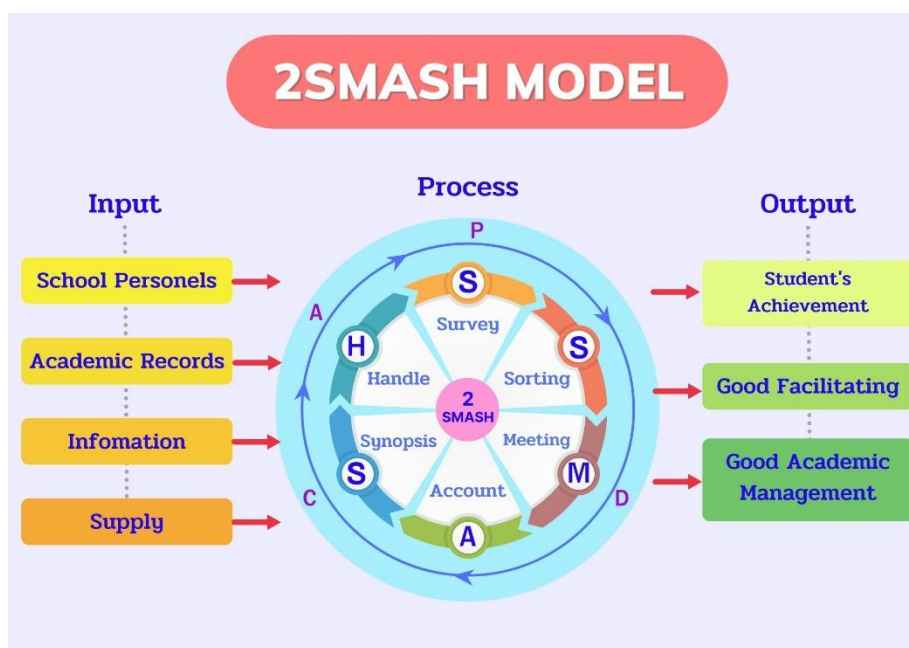 2SMASH MODEL
Input
School Personels
Academic Records
Infomation
Supply
Process
P
D
C
A
S
Survey
S
Sorting
M
Meeting
A
Account
S
Synopsis
H
Handle
2
SMASH
Output
Student's
Achievement
Good Facilitating
Good Academic
Management